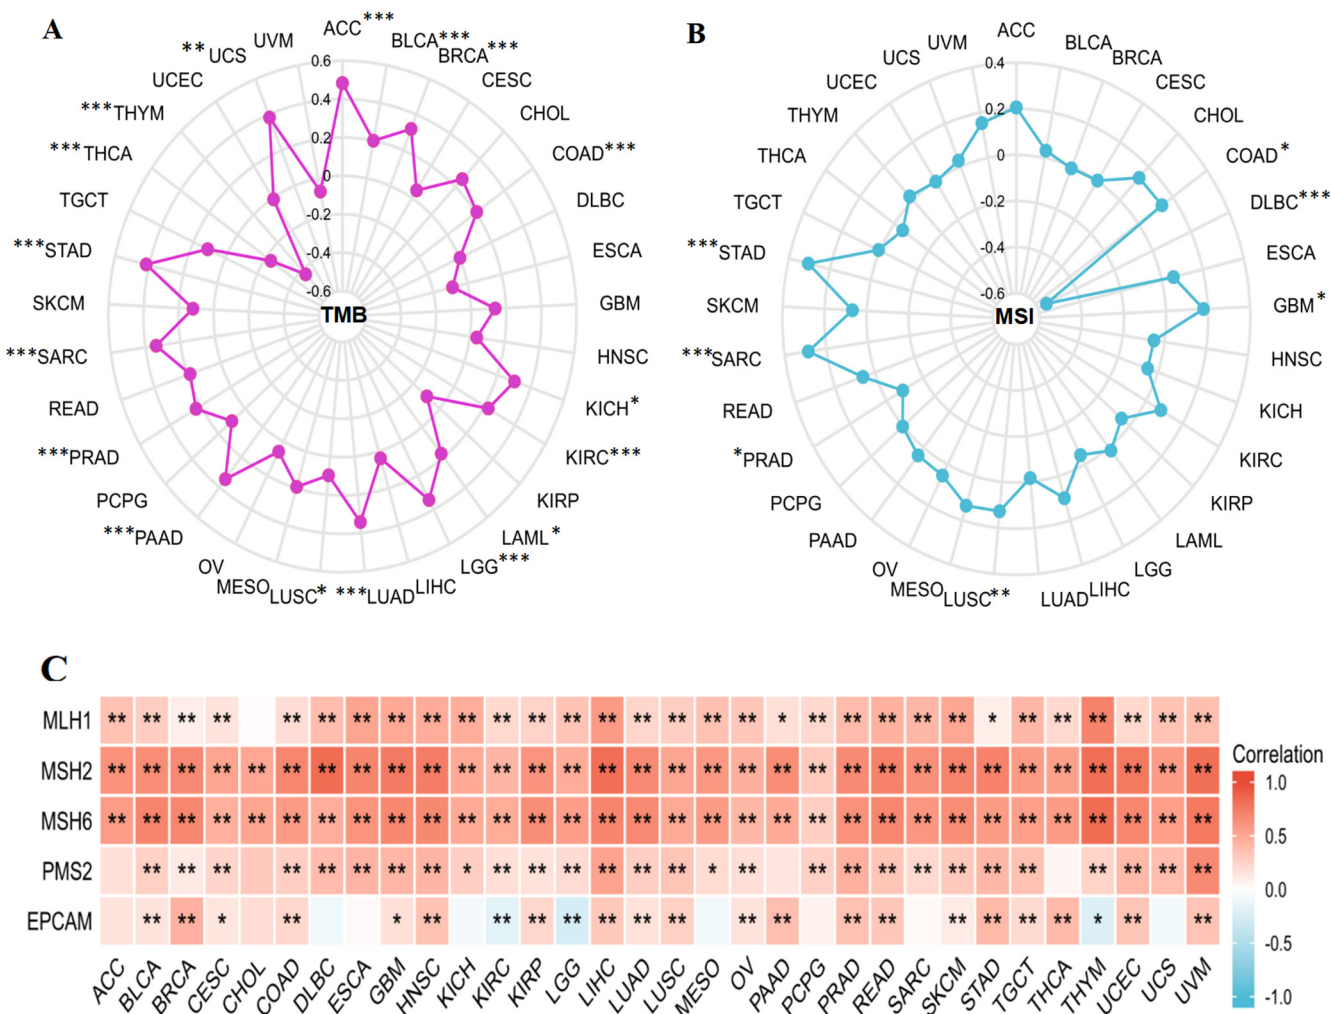 A
ACC***
BLCA***
BRCA***
CESC
CHOL
COAD***
DLBC
ESCA
GBM
HNSC
KICH*
KIRC***
KIRP
LAML*
LGG***
LIHC
***LUAD
LUSC*
MESO
OV
***PAAD
PCPG
***PRAD
READ
***SARC
SKCM
***STAD
TGCT
***THCA
***THYM
UCEC
**UCS
UVM
0.6
0.4
0.2
0
-0.2
-0.4
-0.6
TMB
B
ACC
BLCA
BRCA
CESC
CHOL
COAD*
DLBC***
ESCA
GBM*
HNSC
KICH
KIRC
KIRP
LAML
LGG
LIHC
LUAD
LUSC**
MESO
OV
PAAD
PCPG
*PRAD
READ
***SARC
SKCM
***STAD
TGCT
THCA
THYM
UCEC
UCS
UVM
0.4
0.2
0
-0.2
-0.4
-0.6
MSI
C
MLH1 ** ** ** ** ** ** ** ** ** ** ** ** ** ** ** ** ** ** * ** ** ** ** ** * ** ** ** ** ** **
MSH2 ** ** ** ** ** ** ** ** ** ** ** ** ** ** ** ** ** ** ** ** ** ** ** ** ** ** ** ** ** ** ** **
MSH6 ** ** ** ** ** ** ** ** ** ** ** ** ** ** ** ** ** ** ** ** ** ** ** ** ** ** ** ** ** ** ** **
PMS2 ** ** ** ** ** ** ** ** * ** ** ** ** ** ** * ** ** ** ** ** ** ** ** ** ** ** **
EPCAM ** ** * ** * ** ** ** ** ** ** ** ** ** ** ** ** ** ** ** * ** **
ACC BLCA BRCA CESC CHOL COAD DLBC ESCA GBM HNSC KICH KIRC KIRP LGG LIHC LUAD LUSC MESO OV PAAD PCPG PRAD READ SARC SKCM STAD TGCT THCA THYM UCEC UCS UVM
Correlation
1.0
0.5
0.0
-0.5
-1.0